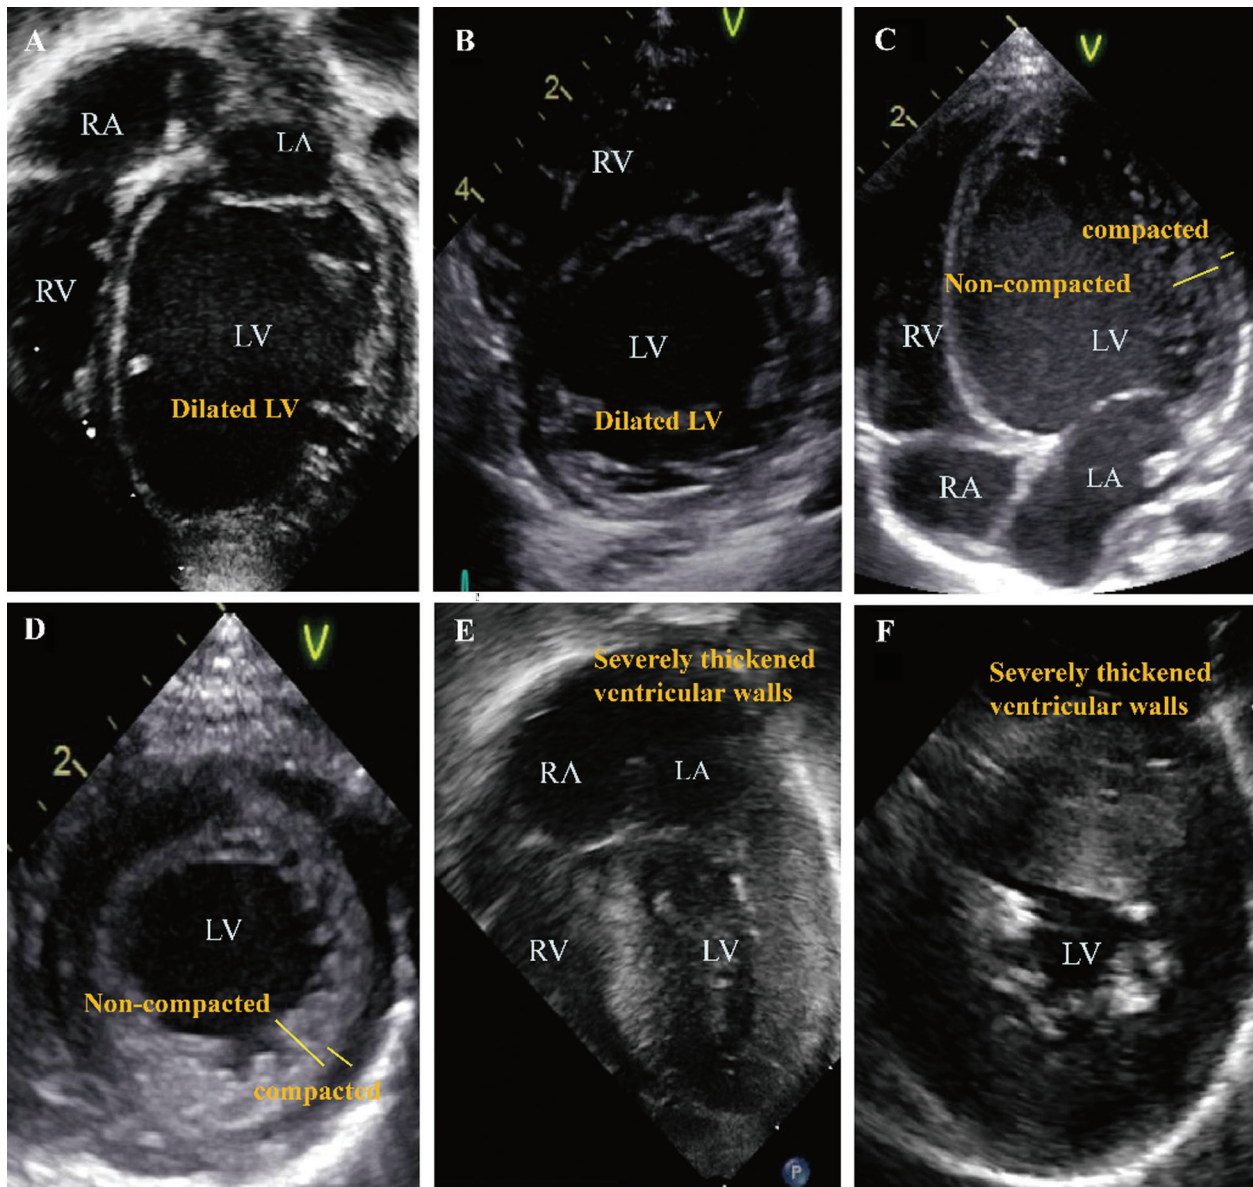 A
RA
LA
RV
LV
Dilated LV
B
V
2
RV
4
LV
Dilated LV
C
V
2
compacted
Non-compacted
RV
LV
RA
LA
D
V
2
LV
Non-compacted
compacted
E
Severely thickened
ventricular walls
RA
LA
RV
LV
P
F
Severely thickened
ventricular walls
LV